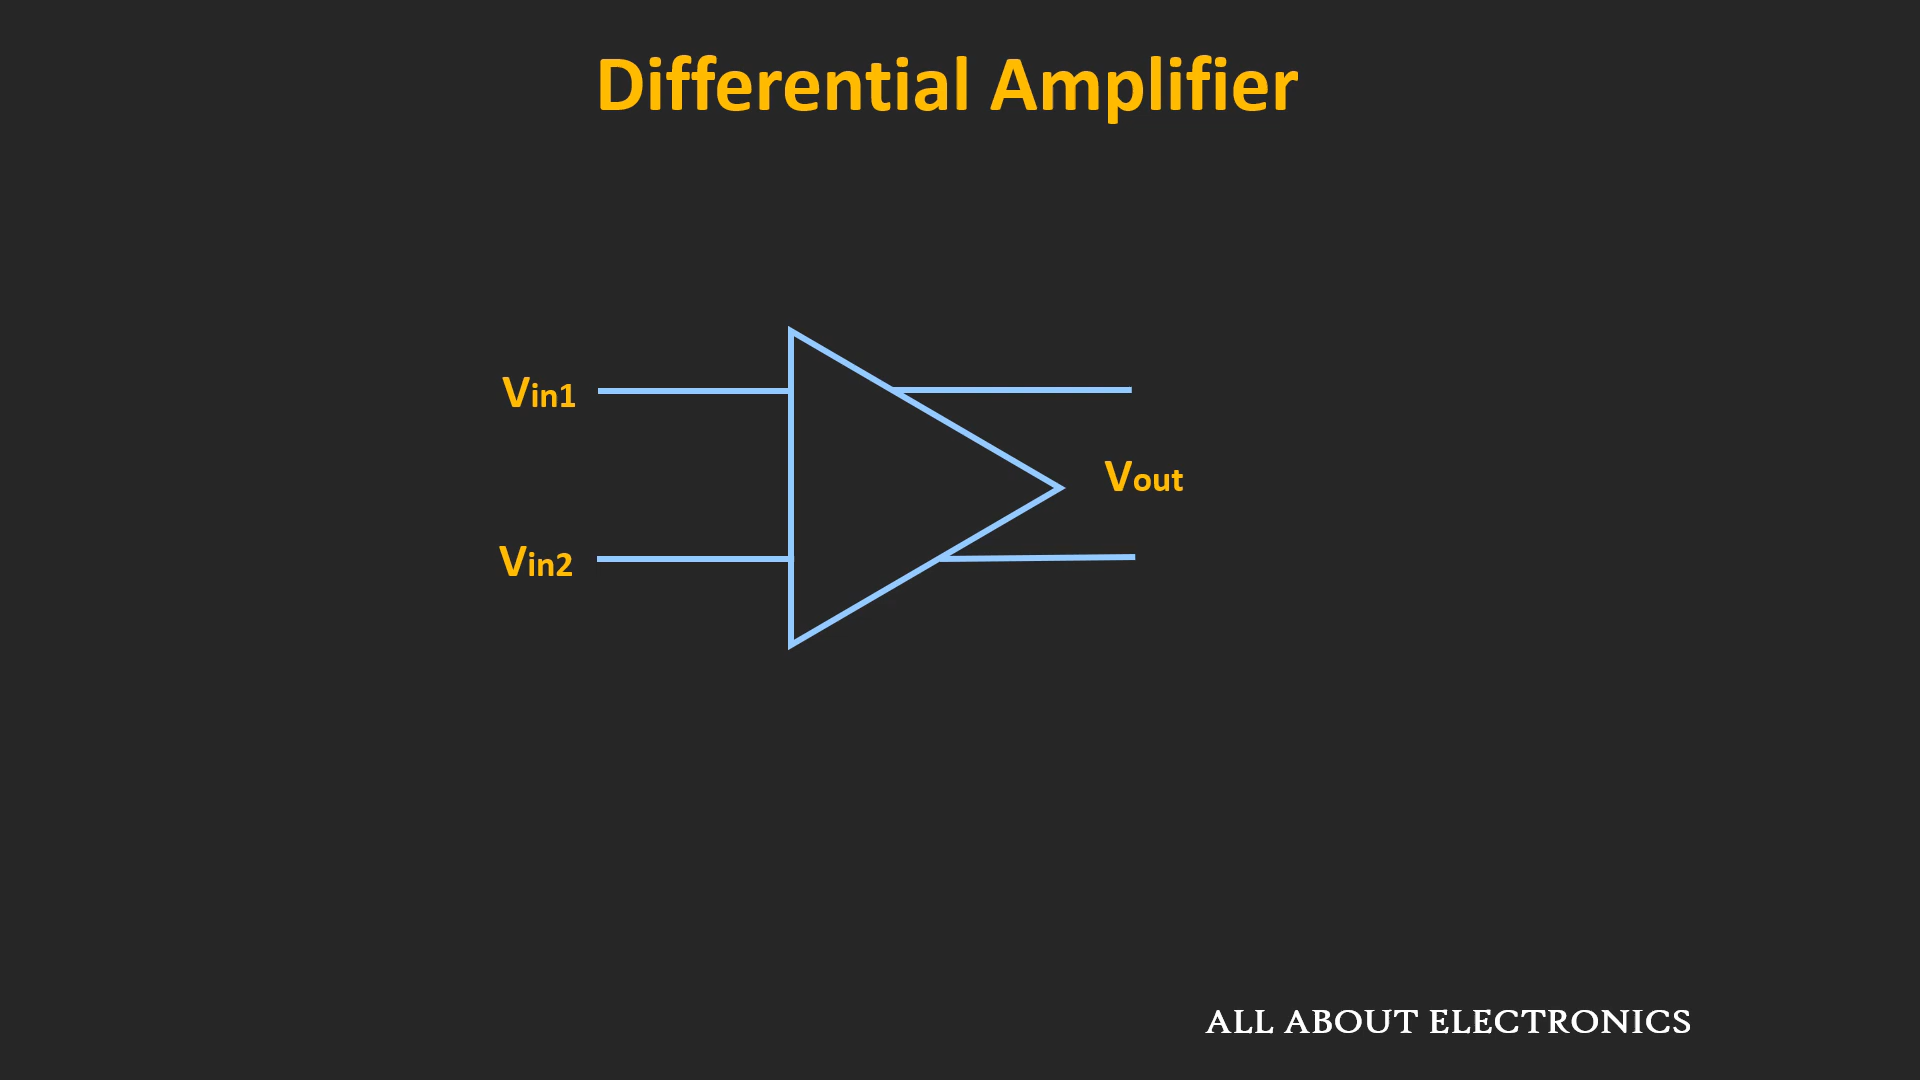 Differential Amplifier
Vin1
Vout
Vin2
ALL ABOUT ELECTRONICS